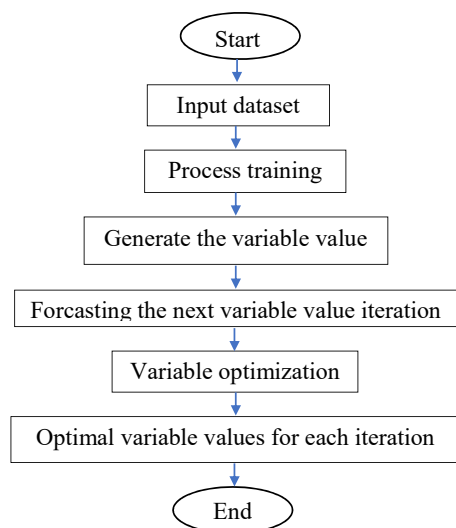 Start
Input dataset
Process training
Generate the variable value
Forcasting the next variable value iteration
Variable optimization
Optimal variable values for each iteration
End